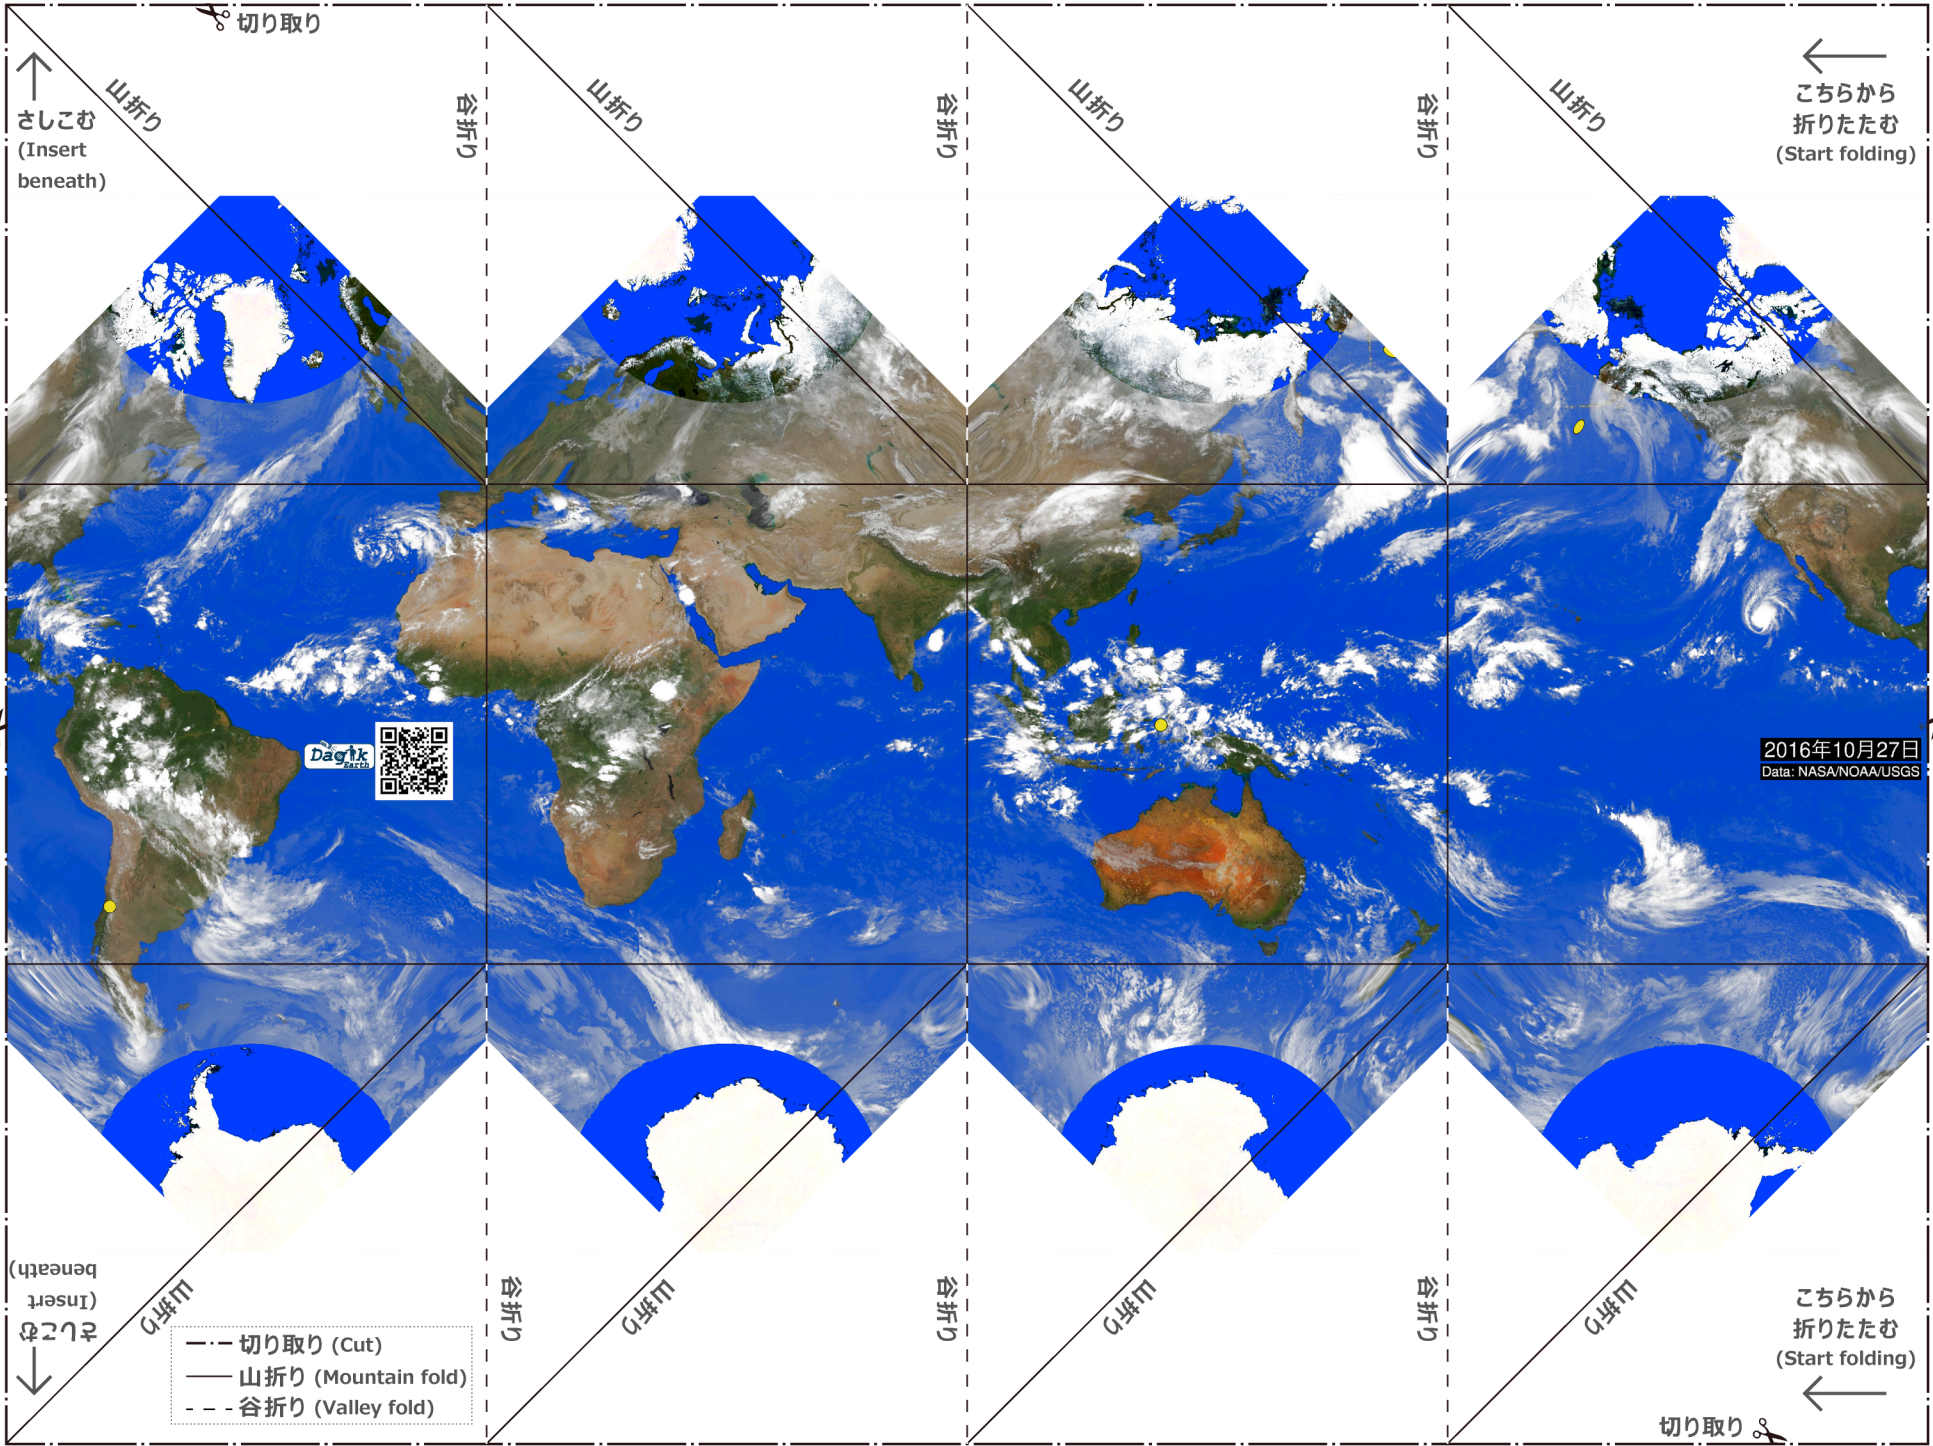 切り取り
さしこむ
(Insert
beneath)
山折り
谷折り
山折り
谷折り
山折り
谷折り
山折り
こちらから
折りたたむ
(Start folding)
Dagik
Earth
2016年10月27日
Data: NASA/NOAA/USGS
さしこむ
(Insert
beneath)
山折り
谷折り
山折り
谷折り
山折り
谷折り
山折り
こちらから
折りたたむ
(Start folding)
切り取り (Cut)
山折り (Mountain fold)
谷折り (Valley fold)
切り取り